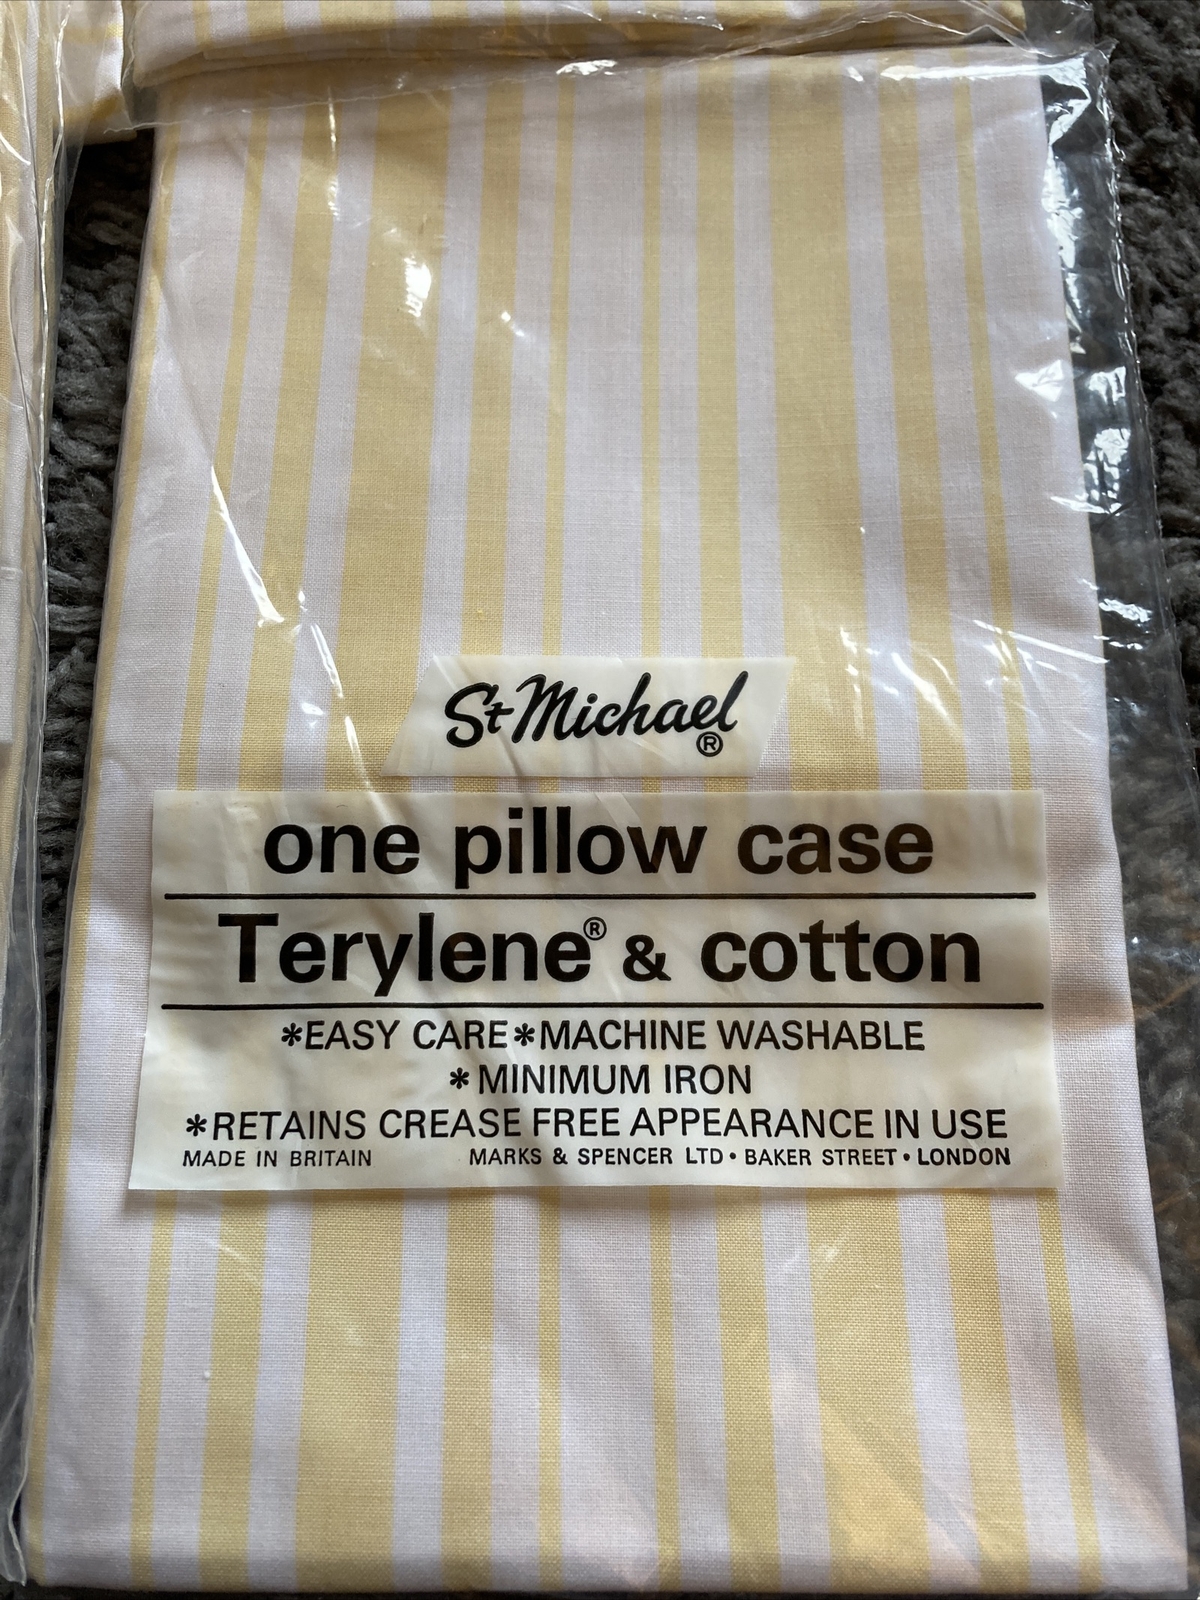 St Michael
®
one pillow case
Terylene® & cotton
*EASY CARE *MACHINE WASHABLE
*MINIMUM IRON
*RETAINS CREASE FREE APPEARANCE IN USE
MADE IN BRITAIN MARKS & SPENCER LTD • BAKER STREET • LONDON